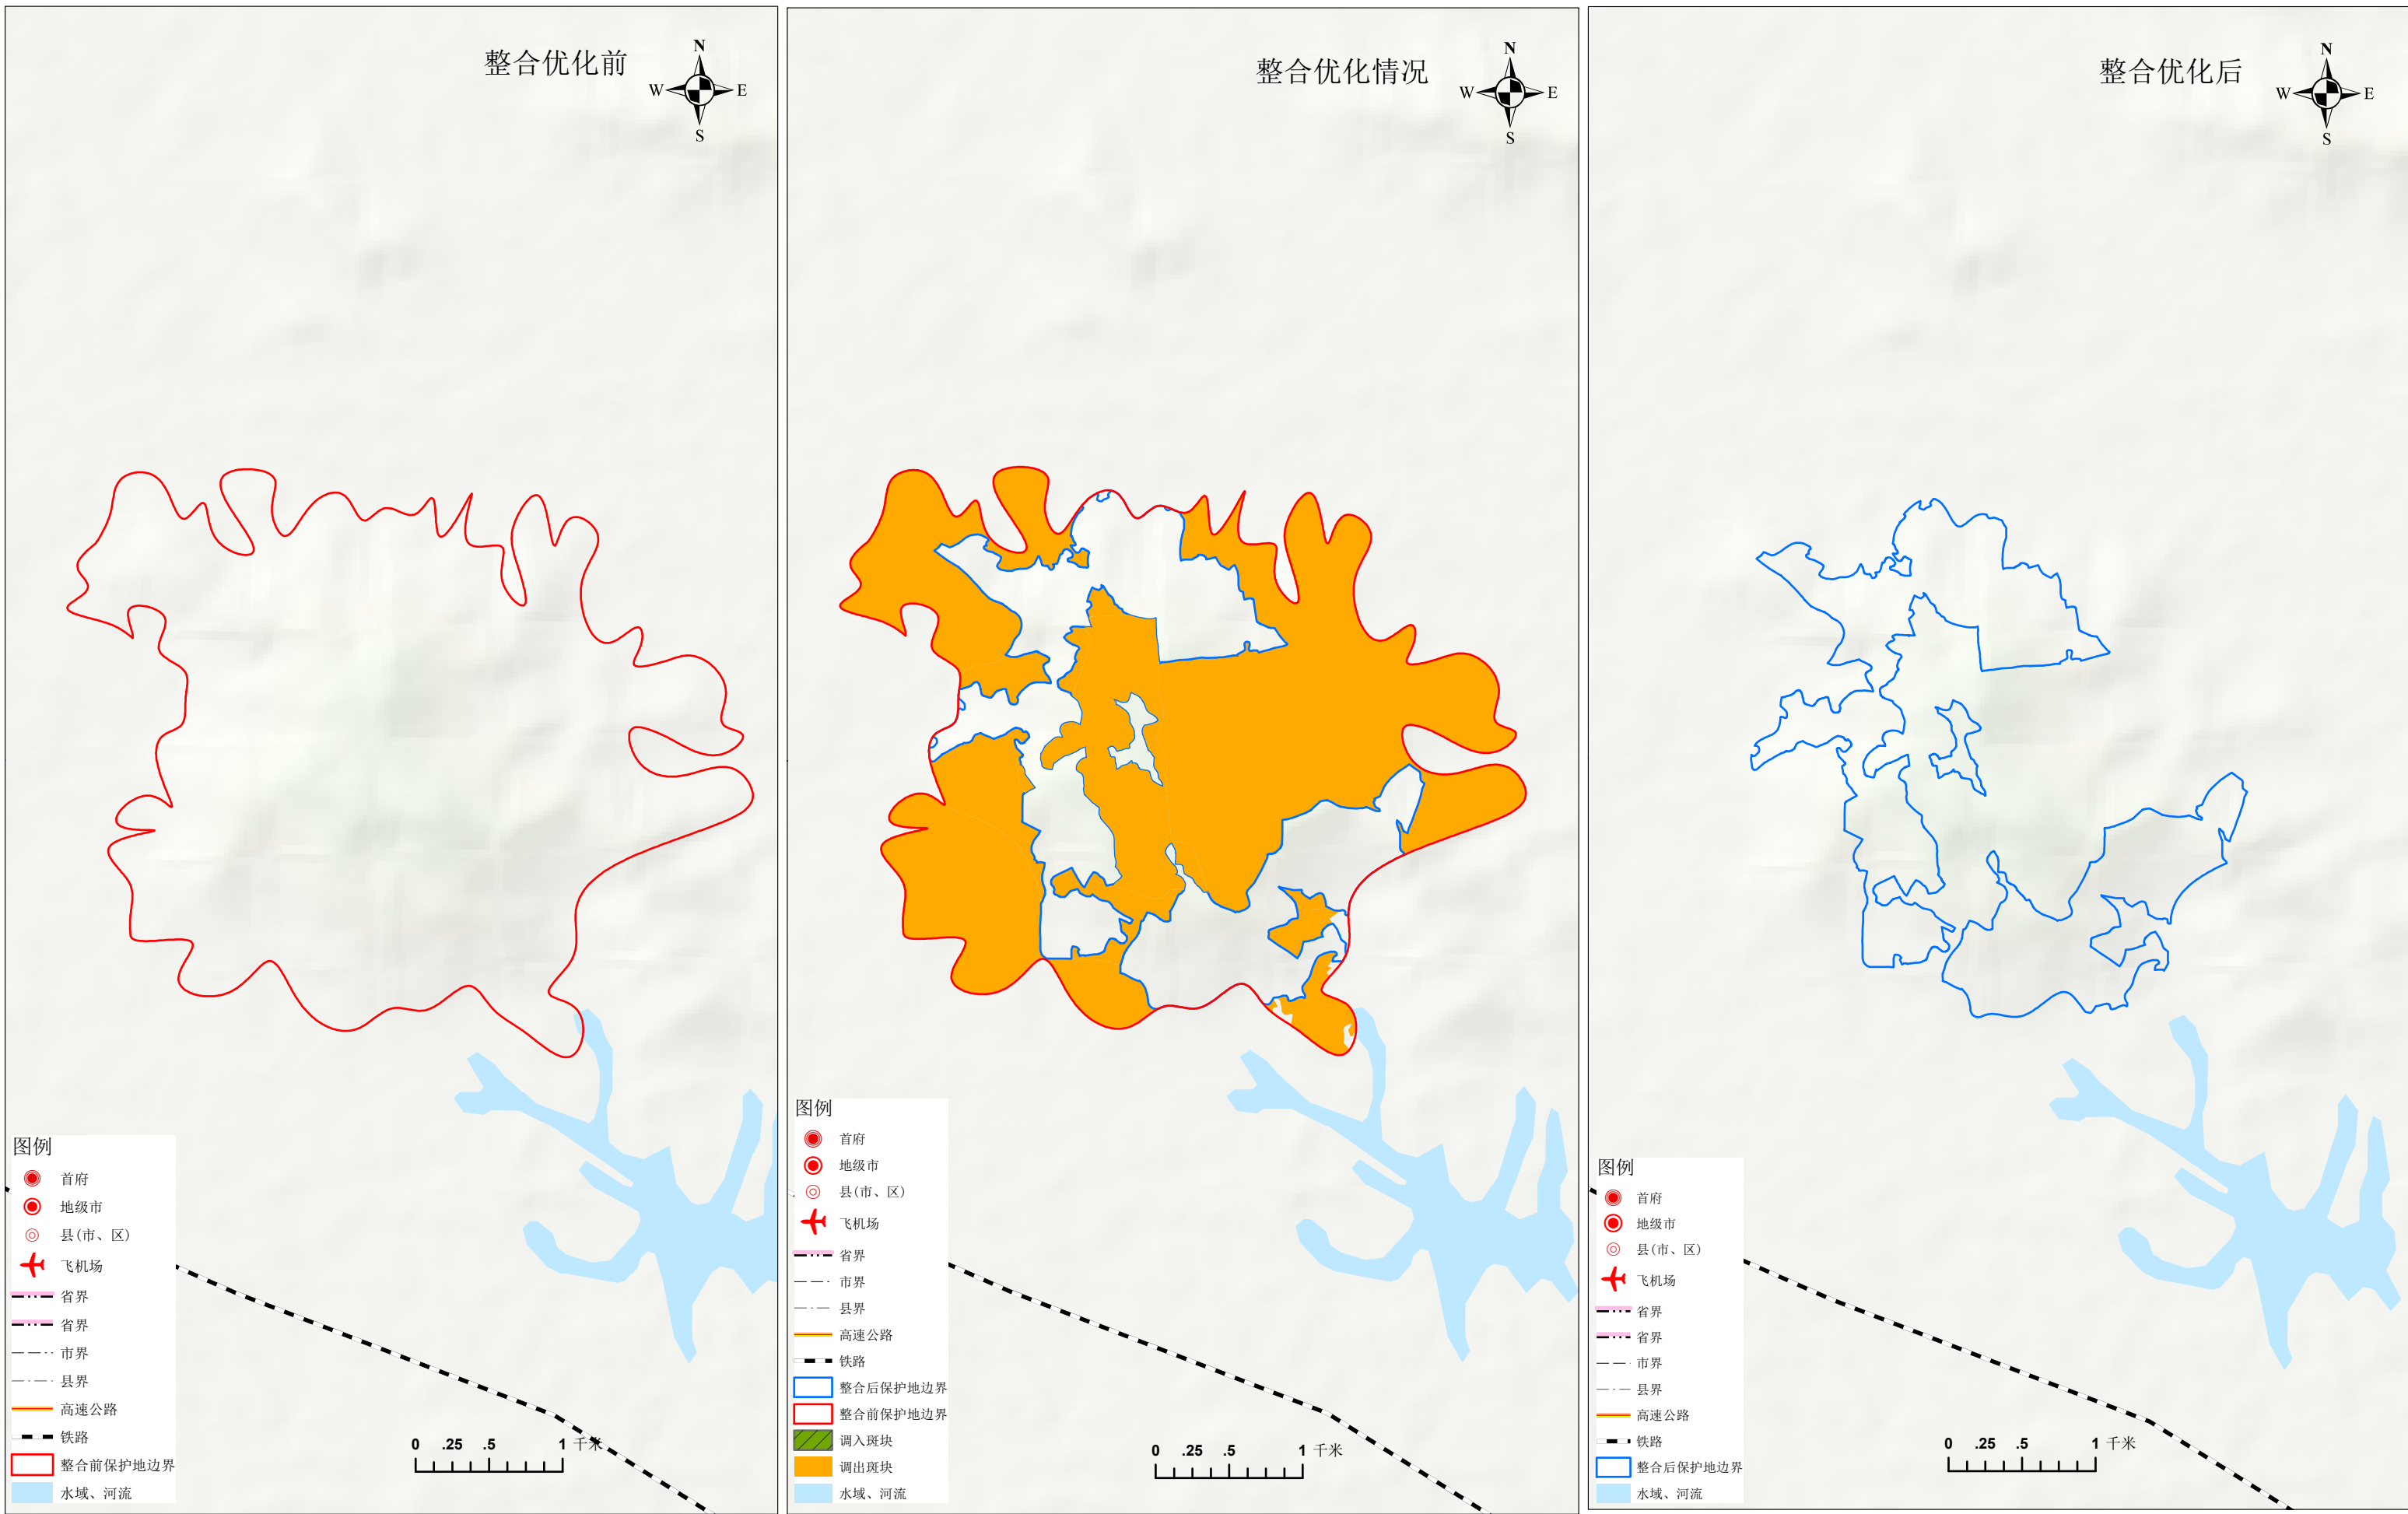 整合优化前
N
W
E
S
图例
首府
地级市
县(市、区)
飞机场
省界
省界
市界
县界
高速公路
铁路
整合前保护地边界
水域、河流
0 .25 .5 1 千米
整合优化情况
N
W
E
S
图例
首府
地级市
县(市、区)
飞机场
省界
市界
县界
高速公路
铁路
整合后保护地边界
整合前保护地边界
调入斑块
调出斑块
水域、河流
0 .25 .5 1 千米
整合优化后
N
W
E
S
图例
首府
地级市
县(市、区)
飞机场
省界
省界
市界
县界
高速公路
铁路
整合后保护地边界
水域、河流
0 .25 .5 1 千米